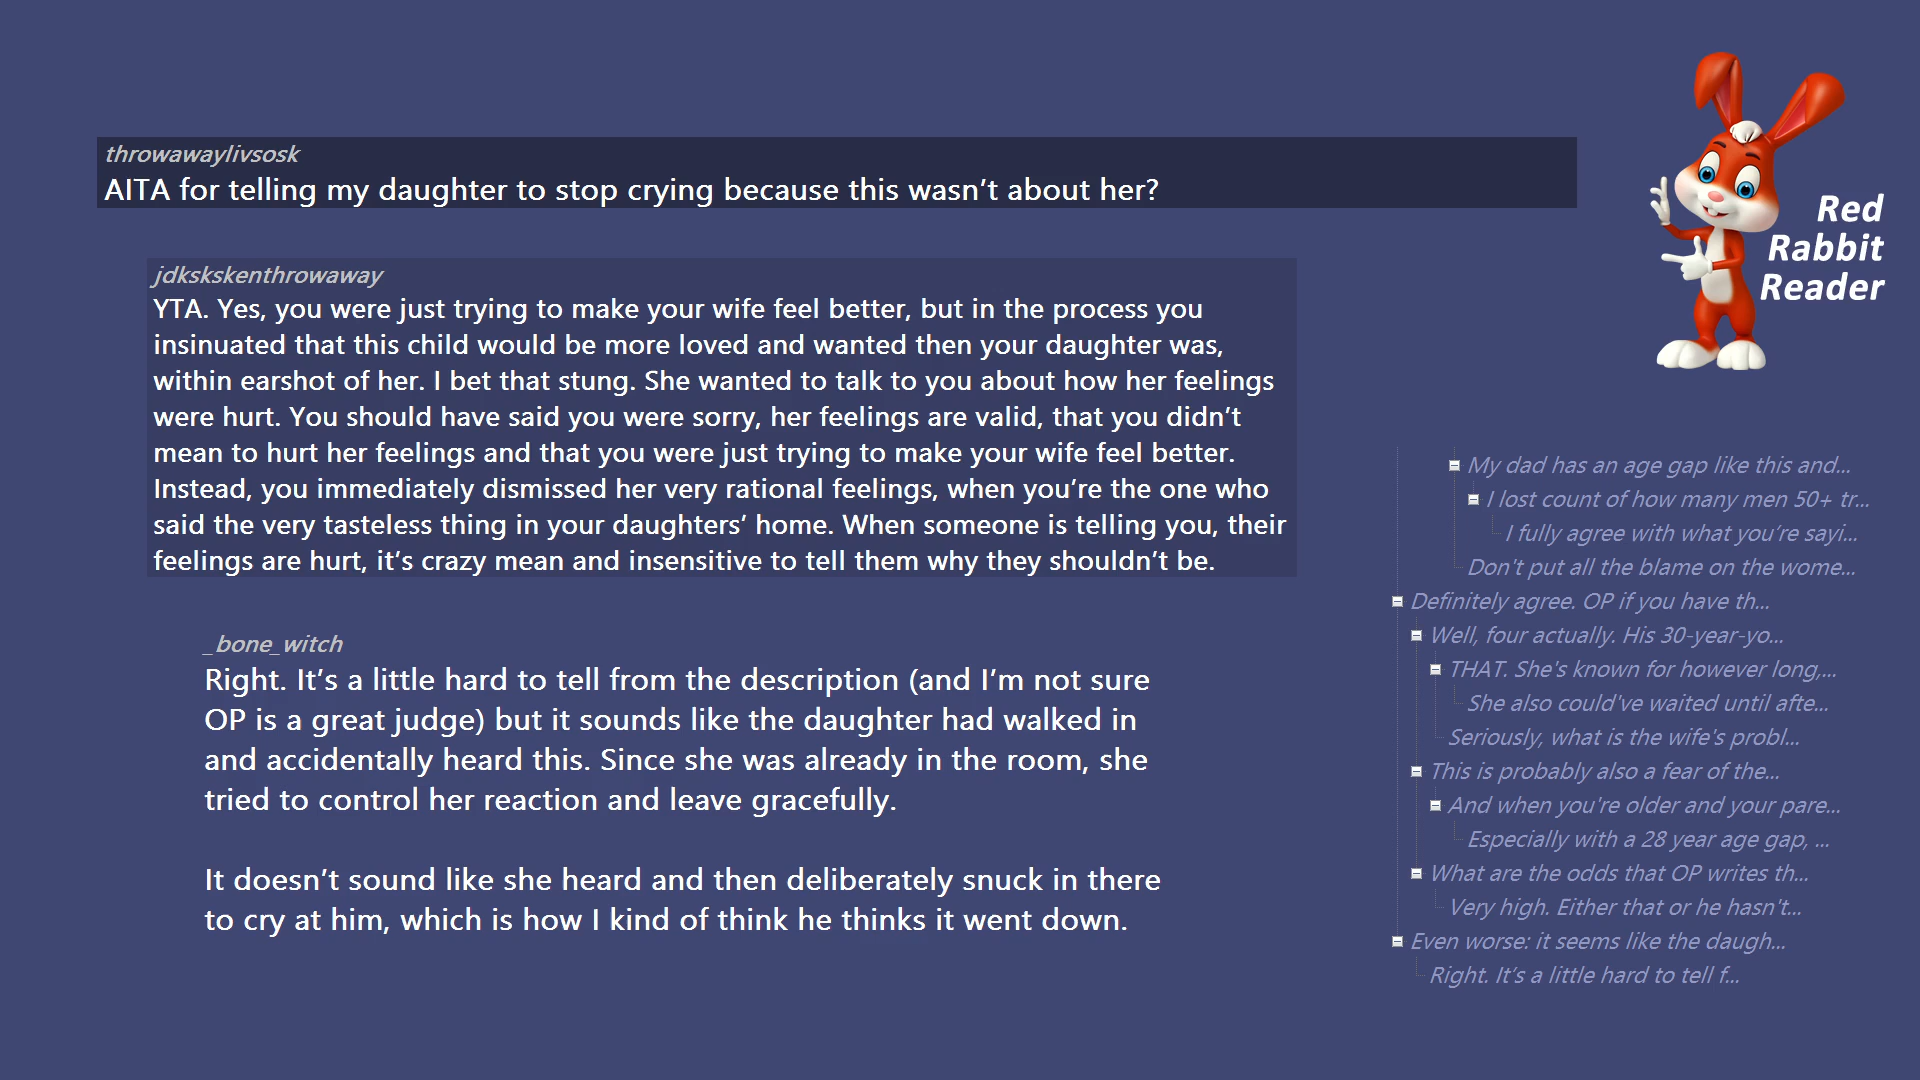 throwawaylivsosk
AITA for telling my daughter to stop crying because this wasn’t about her?
jdkskskenthrowaway
YTA. Yes, you were just trying to make your wife feel better, but in the process you
insinuated that this child would be more loved and wanted then your daughter was,
within earshot of her. I bet that stung. She wanted to talk to you about how her feelings
were hurt. You should have said you were sorry, her feelings are valid, that you didn’t
mean to hurt her feelings and that you were just trying to make your wife feel better.
Instead, you immediately dismissed her very rational feelings, when you’re the one who
said the very tasteless thing in your daughters’ home. When someone is telling you, their
feelings are hurt, it’s crazy mean and insensitive to tell them why they shouldn’t be.
_bone_witch
Right. It’s a little hard to tell from the description (and I’m not sure
OP is a great judge) but it sounds like the daughter had walked in
and accidentally heard this. Since she was already in the room, she
tried to control her reaction and leave gracefully.
It doesn’t sound like she heard and then deliberately snuck in there
to cry at him, which is how I kind of think he thinks it went down.
Red
Rabbit
Reader
My dad has an age gap like this and...
I lost count of how many men 50+ tr...
I fully agree with what you’re sayi...
Don't put all the blame on the wome...
Definitely agree. OP if you have th...
Well, four actually. His 30-year-yo...
THAT. She's known for however long,...
She also could've waited until afte...
Seriously, what is the wife's probl...
This is probably also a fear of the...
And when you're older and your pare...
Especially with a 28 year age gap, ...
What are the odds that OP writes th...
Very high. Either that or he hasn't...
Even worse: it seems like the daugh...
Right. It’s a little hard to tell f...